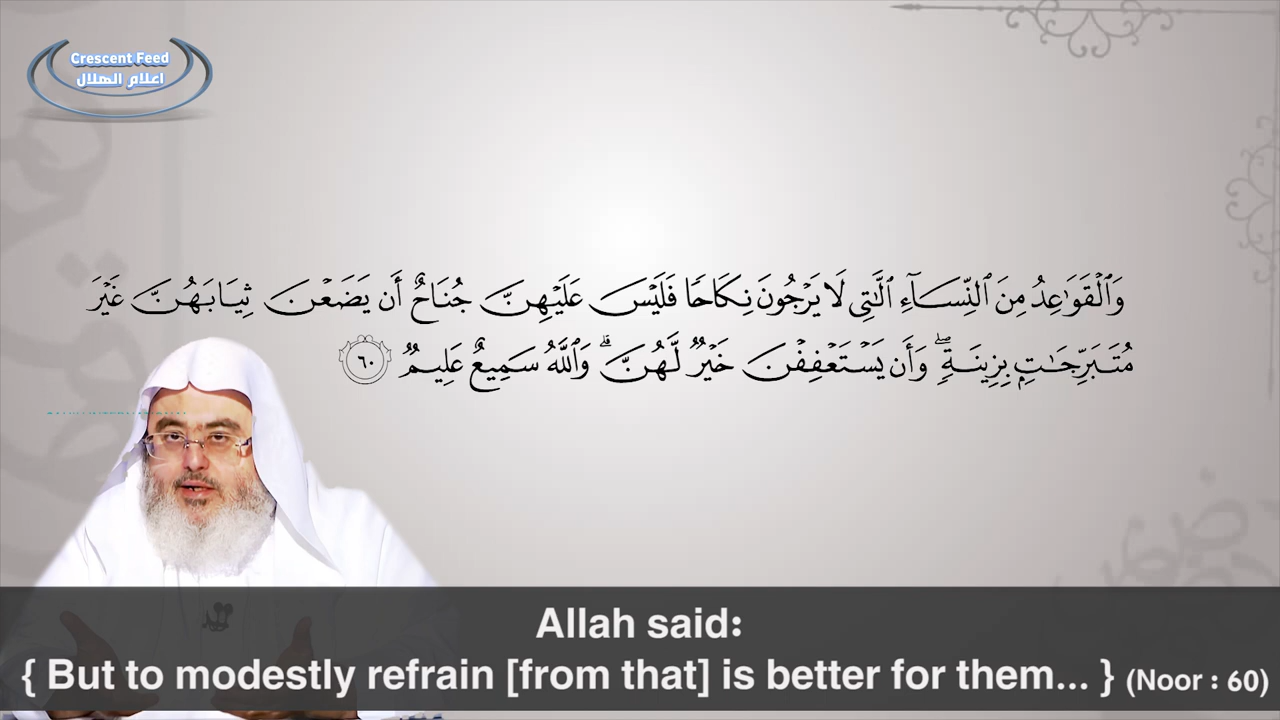 Crescent Feed
اعلام الهلال
وَٱلْقَوَٰعِدُ مِنَ ٱلنِّسَآءِ ٱلَّٰتِى لَا يَرْجُونَ نِكَاحًا فَلَيْسَ عَلَيْهِنَّ جُنَاحٌ أَن يَضَعْنَ ثِيَابَهُنَّ غَيْرَ
مُتَبَرِّجَٰتٍۭ بِزِينَةٍۖ وَأَن يَسْتَعْفِفْنَ خَيْرٌ لَّهُنَّۗ وَٱللَّهُ سَمِيعٌ عَلِيمٌ ٦٠
Allah said:
{ But to modestly refrain [from that] is better for them... } (Noor : 60)